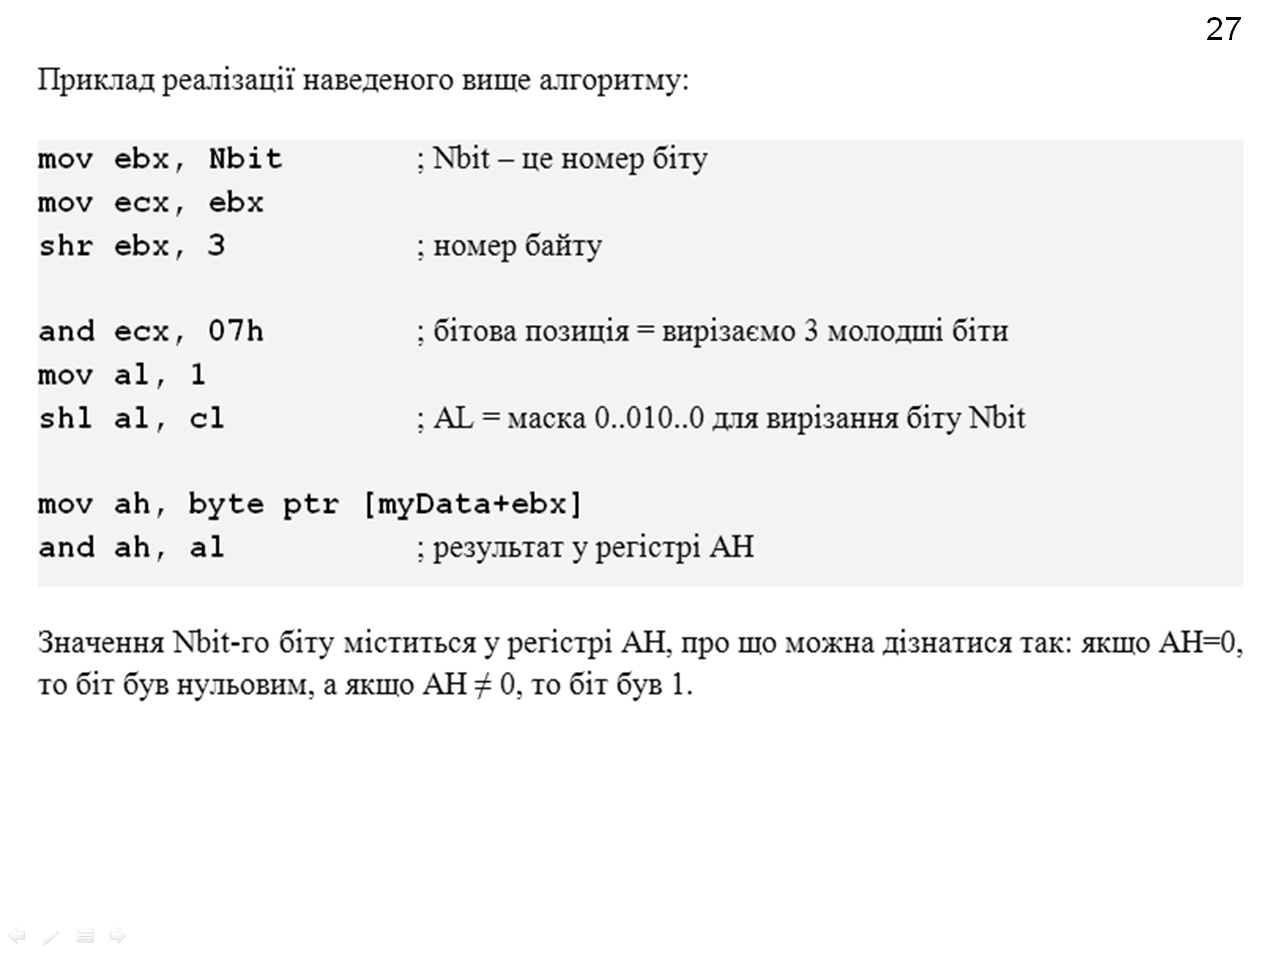 27
Приклад реалізації наведеного вище алгоритму:
mov ebx, Nbit ; Nbit – це номер біту
mov ecx, ebx
shr ebx, 3 ; номер байту
and ecx, 07h ; бітова позиція = вирізаємо 3 молодші біти
mov al, 1
shl al, cl ; AL = маска 0..010..0 для вирізання біту Nbit
mov ah, byte ptr [myData+ebx]
and ah, al ; результат у регістрі AH
Значення Nbit-го біту міститься у регістрі AH, про що можна дізнатися так: якщо AH=0,
то біт був нульовим, а якщо AH ≠ 0, то біт був 1.